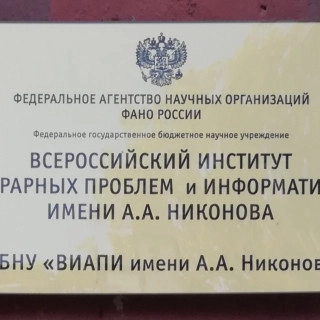 ФЕДЕРАЛЬНОЕ АГЕНТСТВО НАУЧНЫХ ОРГАНИЗАЦИЙ
ФАНО РОССИИ
Федеральное государственное бюджетное научное учреждение
ВСЕРОССИЙСКИЙ ИНСТИТУТ
РАРНЫХ ПРОБЛЕМ и ИНФОРМАТИ
ИМЕНИ А.А. НИКОНОВА
БНУ «ВИАПИ имени А.А. Никонов